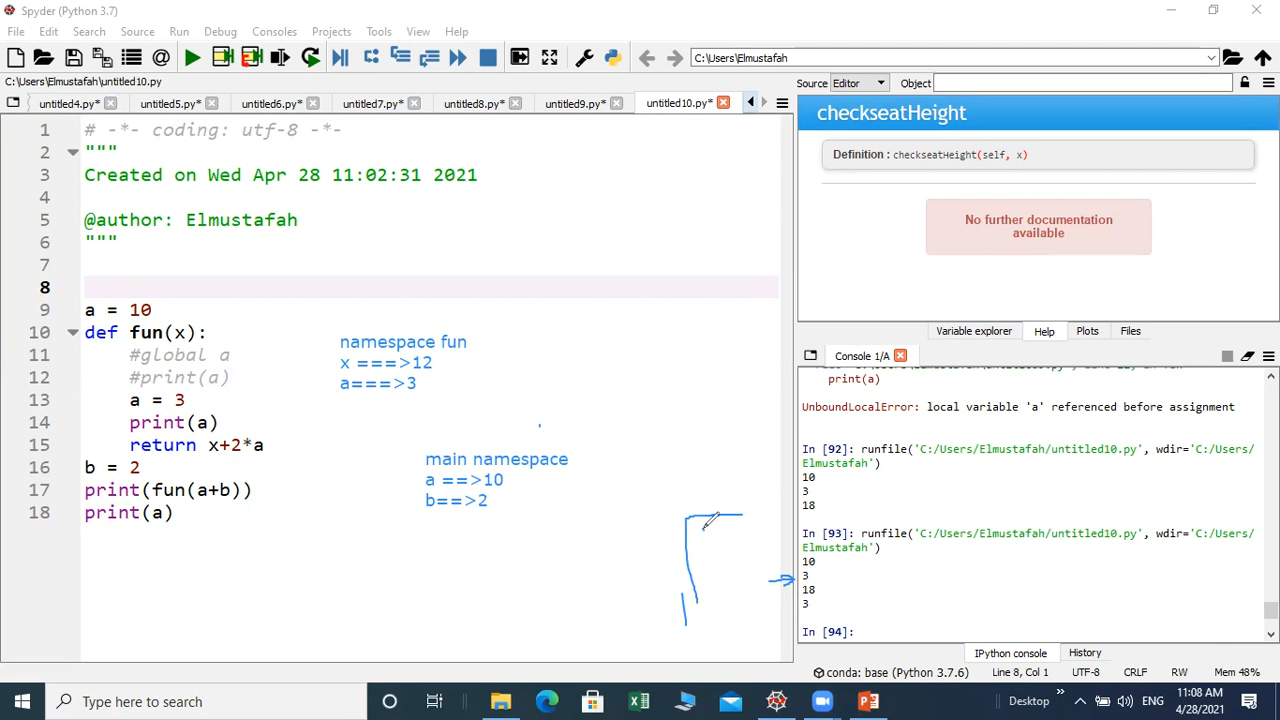 Spyder (Python 3.7)
File Edit Search Source Run Debug Consoles Projects Tools View Help
C:\Users\Elmustafah
C:\Users\Elmustafah\untitled10.py
untitled4.py* untitled5.py* untitled6.py* untitled7.py* untitled8.py* untitled9.py* untitled10.py*
1 # -*- coding: utf-8 -*-
2 """
3 Created on Wed Apr 28 11:02:31 2021
4
5 @author: Elmustafah
6 """
7
8
9 a = 10
10 def fun(x):
11 #global a
12 #print(a)
13 a = 3
14 print(a)
15 return x+2*a
16 b = 2
17 print(fun(a+b))
18 print(a)
namespace fun
x ===>12
a===>3
main namespace
a ==>10
b==>2
Source Editor Object
checkseatHeight
Definition : checkseatHeight(self, x)
No further documentation
available
Variable explorer Help Plots Files
Console 1/A
print(a)
UnboundLocalError: local variable 'a' referenced before assignment
In [92]: runfile('C:/Users/Elmustafah/untitled10.py', wdir='C:/Users/
Elmustafah')
10
3
18
In [93]: runfile('C:/Users/Elmustafah/untitled10.py', wdir='C:/Users/
Elmustafah')
10
3
18
3
In [94]:
IPython console History
conda: base (Python 3.7.6) Line 8, Col 1 UTF-8 CRLF RW Mem 48%
Type here to search
Desktop » ENG 11:08 AM
4/28/2021